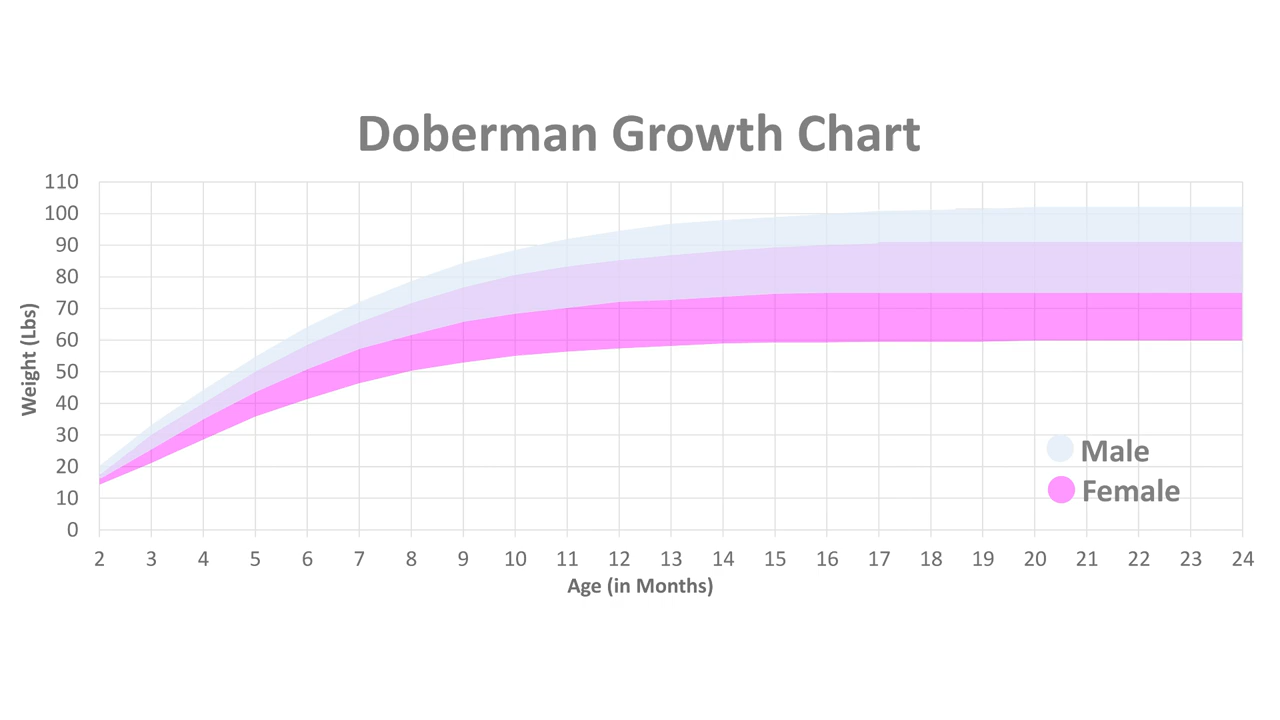 Doberman Growth Chart
110
100
90
80
70
60
50
40
30
20
10
0
Weight (Lbs)
Male
Female
2 3 4 5 6 7 8 9 10 11 12 13 14 15 16 17 18 19 20 21 22 23 24
Age (in Months)